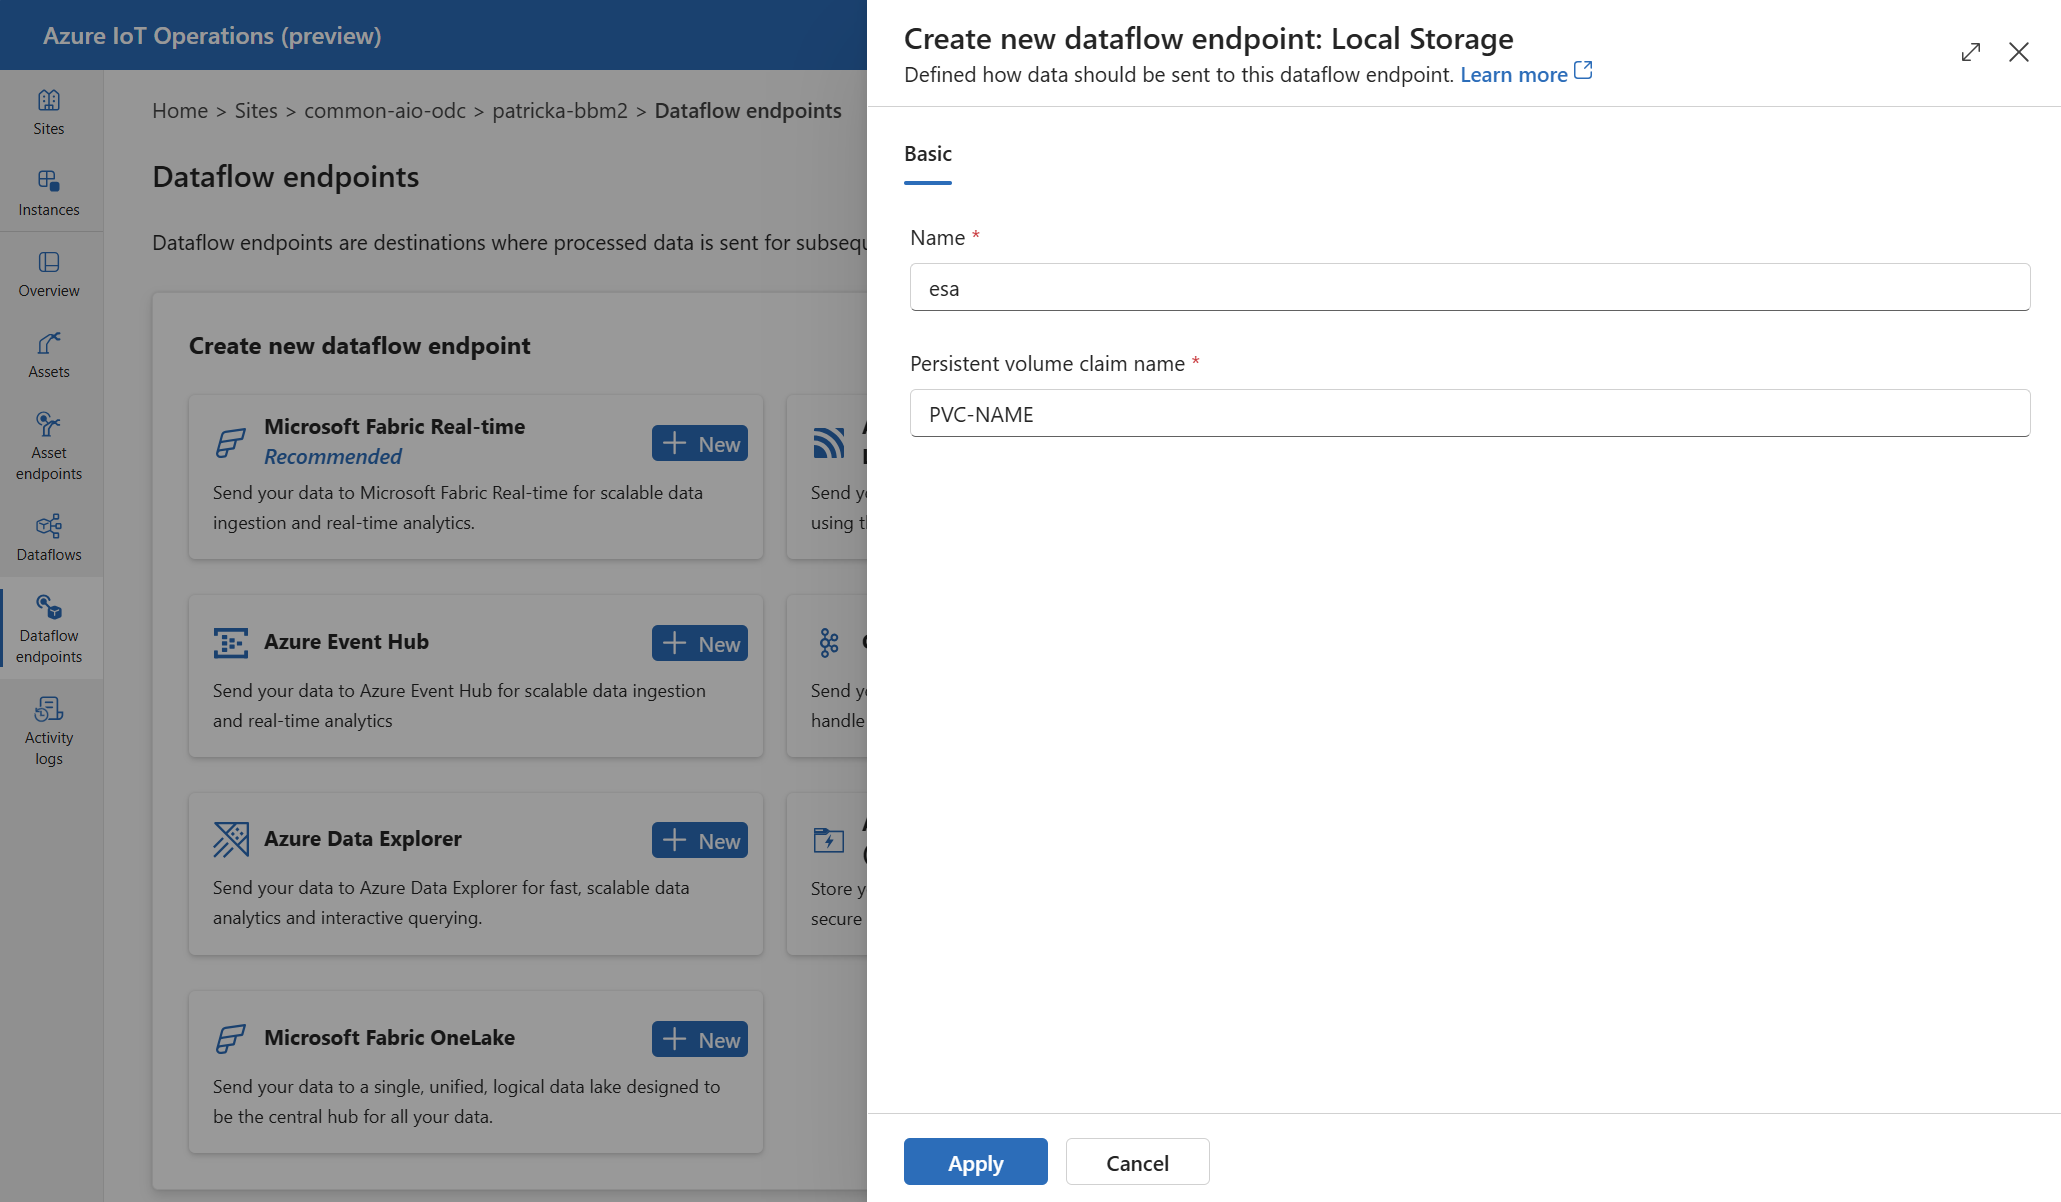 Azure IoT Operations (preview)
Sites
Instances
Overview
Assets
Asset
endpoints
Dataflows
Dataflow
endpoints
Activity
logs
Home > Sites > common-aio-odc > patricka-bbm2 > Dataflow endpoints
Dataflow endpoints
Dataflow endpoints are destinations where processed data is sent for
Create new dataflow endpoint
Microsoft Fabric Real-time
Recommended
New
Send your data to Microsoft Fabric Real-time for scalable data
ingestion and real-time analytics.
Send
using
Azure Event Hub
New
Send your data to Azure Event Hub for scalable data ingestion
and real-time analytics
Send
handle
Azure Data Explorer
New
Send your data to Azure Data Explorer for fast, scalable data
analytics and interactive querying.
Store
secure
Microsoft Fabric OneLake
New
Send your data to a single, unified, logical data lake designed to
be the central hub for all your data.
Create new dataflow endpoint: Local Storage
Defined how data should be sent to this dataflow endpoint. Learn more
Basic
Name *
esa
Persistent volume claim name *
PVC-NAME
Apply
Cancel